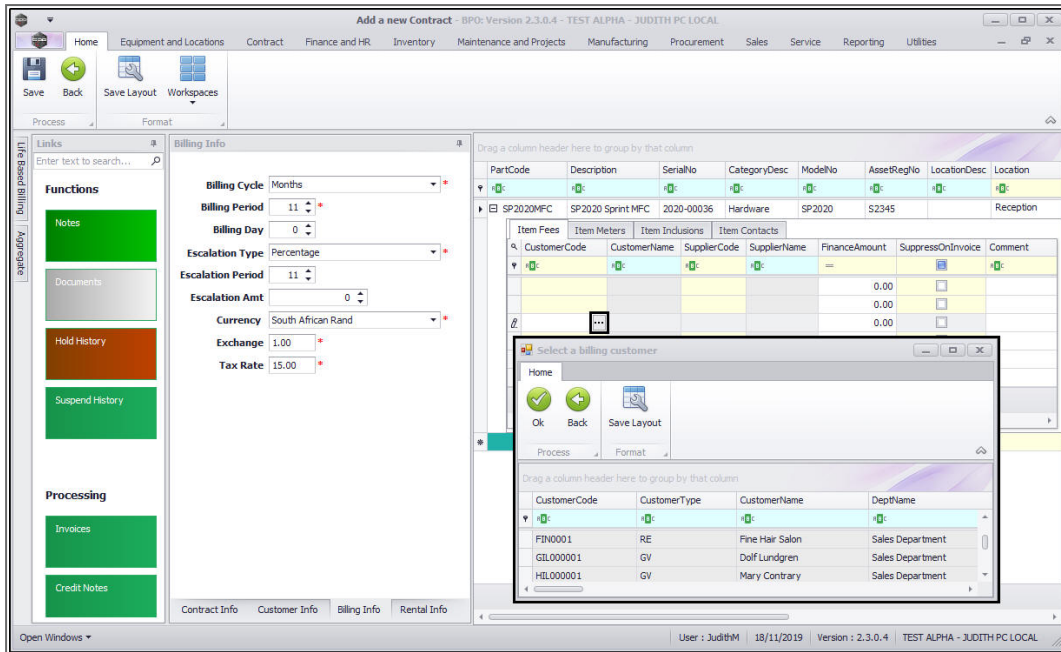 Add a new Contract - BPO: Version 2.3.0.4 - TEST ALPHA - JUDITH PC LOCAL
Home Equipment and Locations Contract Finance and HR Inventory Maintenance and Projects Manufacturing Procurement Sales Service Reporting Utilities
Save Back Save Layout Workspaces
Process Format
Life Based Billing
Aggregate
Links
Enter text to search...
Functions
Notes
Documents
Hold History
Suspend History
Processing
Invoices
Credit Notes
Billing Info
Billing Cycle Months *
Billing Period 11 *
Billing Day 0
Escalation Type Percentage *
Escalation Period 11
Escalation Amt 0
Currency South African Rand *
Exchange 1.00 *
Tax Rate 15.00 *
Contract Info Customer Info Billing Info Rental Info
Drag a column header here to group by that column
PartCode Description SerialNo CategoryDesc ModelNo AssetRegNo LocationDesc Location
SP2020MFC SP2020 Sprint MFC 2020-00036 Hardware SP2020 S2345 Reception
Item Fees Item Meters Item Inclusions Item Contacts
CustomerCode CustomerName SupplierCode SupplierName FinanceAmount SuppressOnInvoice Comment
=
0.00
0.00
... 0.00
Select a billing customer
Home
Ok Back Save Layout
Process Format
Drag a column header here to group by that column
CustomerCode CustomerType CustomerName DeptName
FIN0001 RE Fine Hair Salon Sales Department
GIL000001 GV Dolf Lundgren Sales Department
HIL000001 GV Mary Contrary Sales Department
Open Windows User : JudithM 18/11/2019 Version : 2.3.0.4 TEST ALPHA - JUDITH PC LOCAL